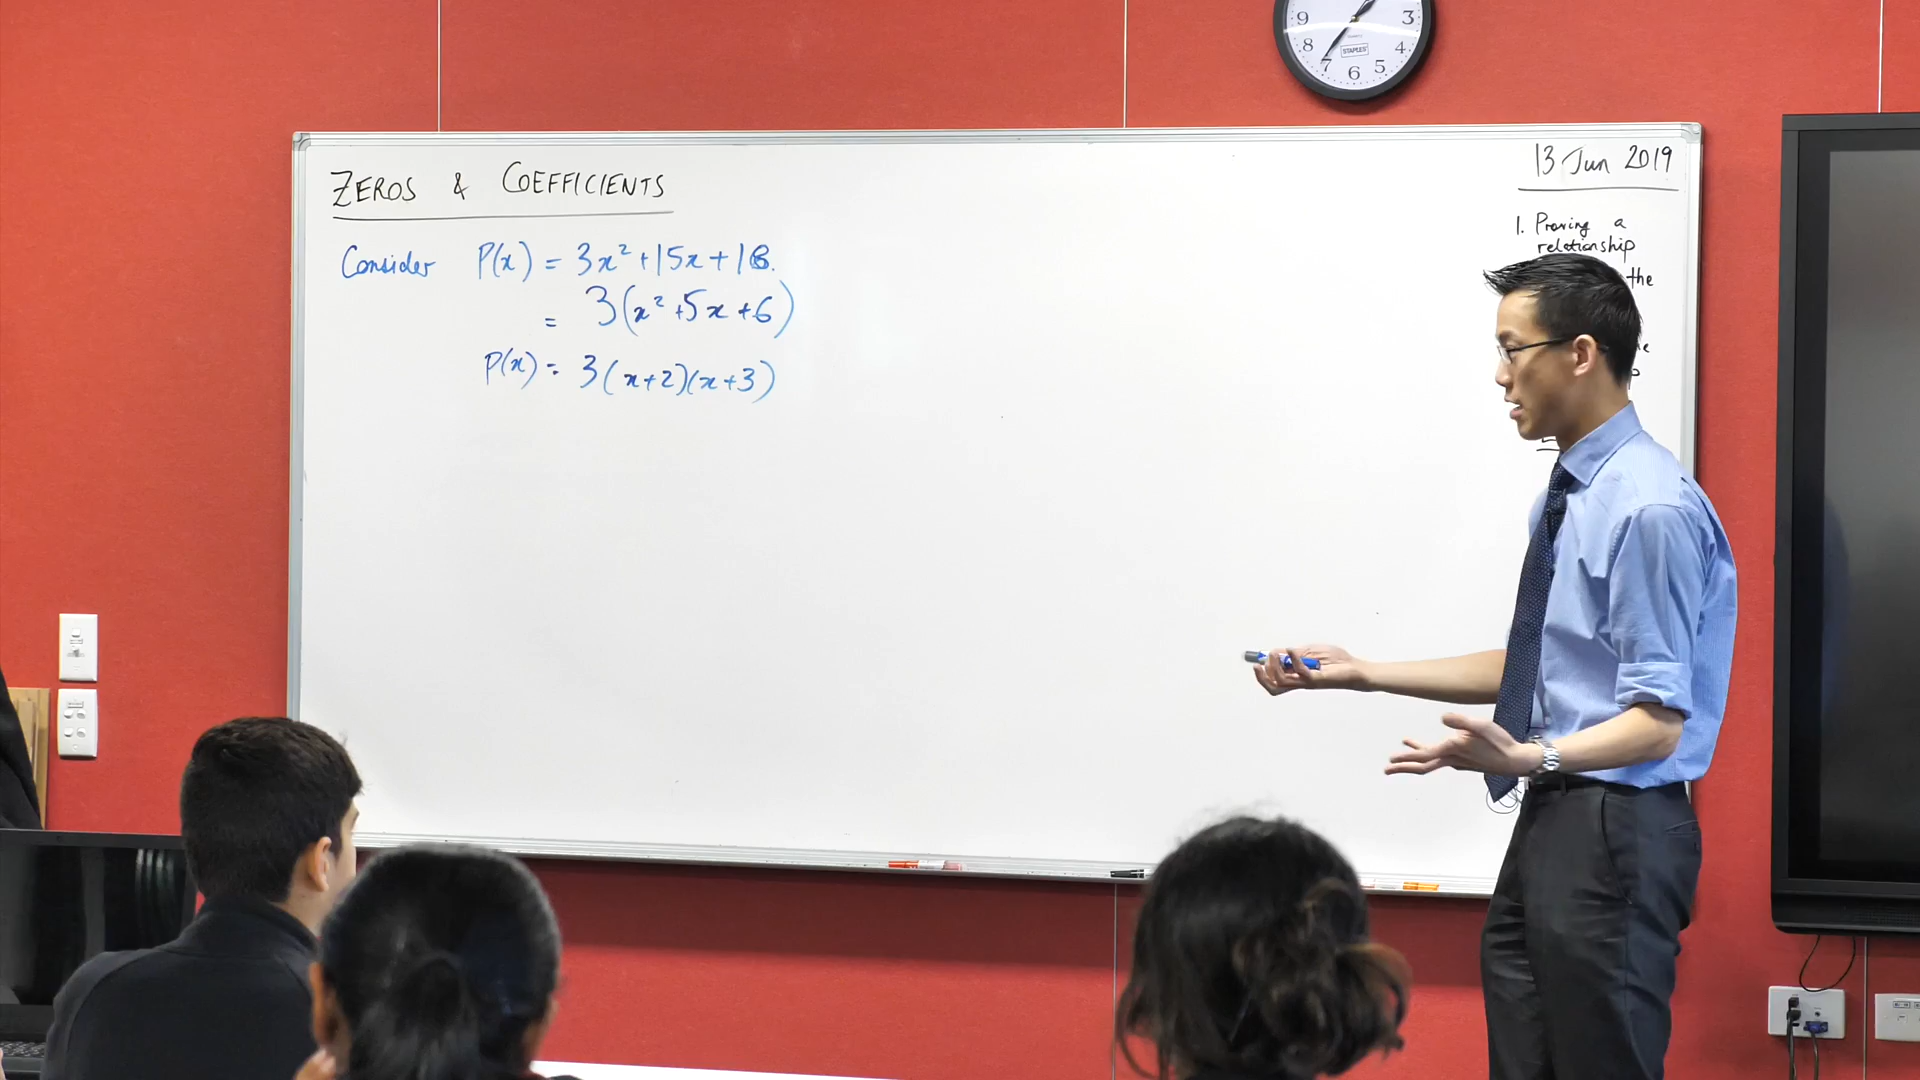 ZEROS & COEFFICIENTS
Consider P(x) = 3x² + 15x + 18.
= 3(x² + 5x + 6)
P(x) = 3(x+2)(x+3)
13 Jun 2019
1. Proving a
relationship
the
9 3
8 STAPLES 4
7 6 5